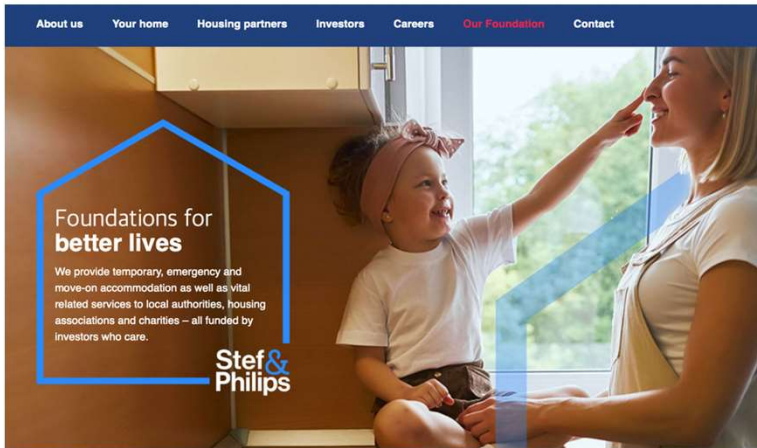 About us Your home Housing partners Investors Careers Our Foundation Contact
Foundations for
better lives
We provide temporary, emergency and
move-on accommodation as well as vital
related services to local authorities, housing
associations and charities – all funded by
investors who care.
Stef&
Philips